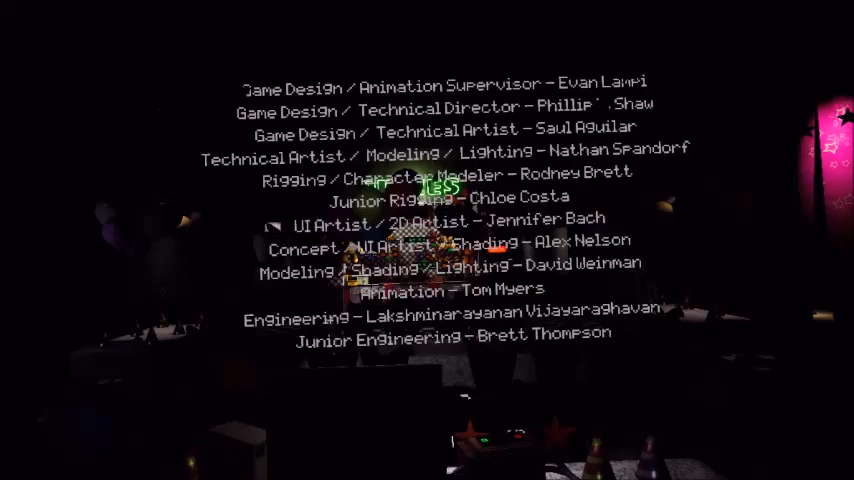 Game Design / Animation Supervisor - Evan Lampi
Game Design / Technical Director - Phillip Shaw
Game Design / Technical Artist - Saul Aguilar
Technical Artist / Modeling / Lighting - Nathan Spandorf
Rigging / Character Modeler - Rodney Brett
Junior Rigging - Chloe Costa
UI Artist / 2D Artist - Jennifer Bach
Concept / UI Artist / Shading - Alex Nelson
Modeling / Shading / Lighting - David Weinman
Animation - Tom Myers
Engineering - Lakshminarayanan Vijayaraghavan
Junior Engineering - Brett Thompson